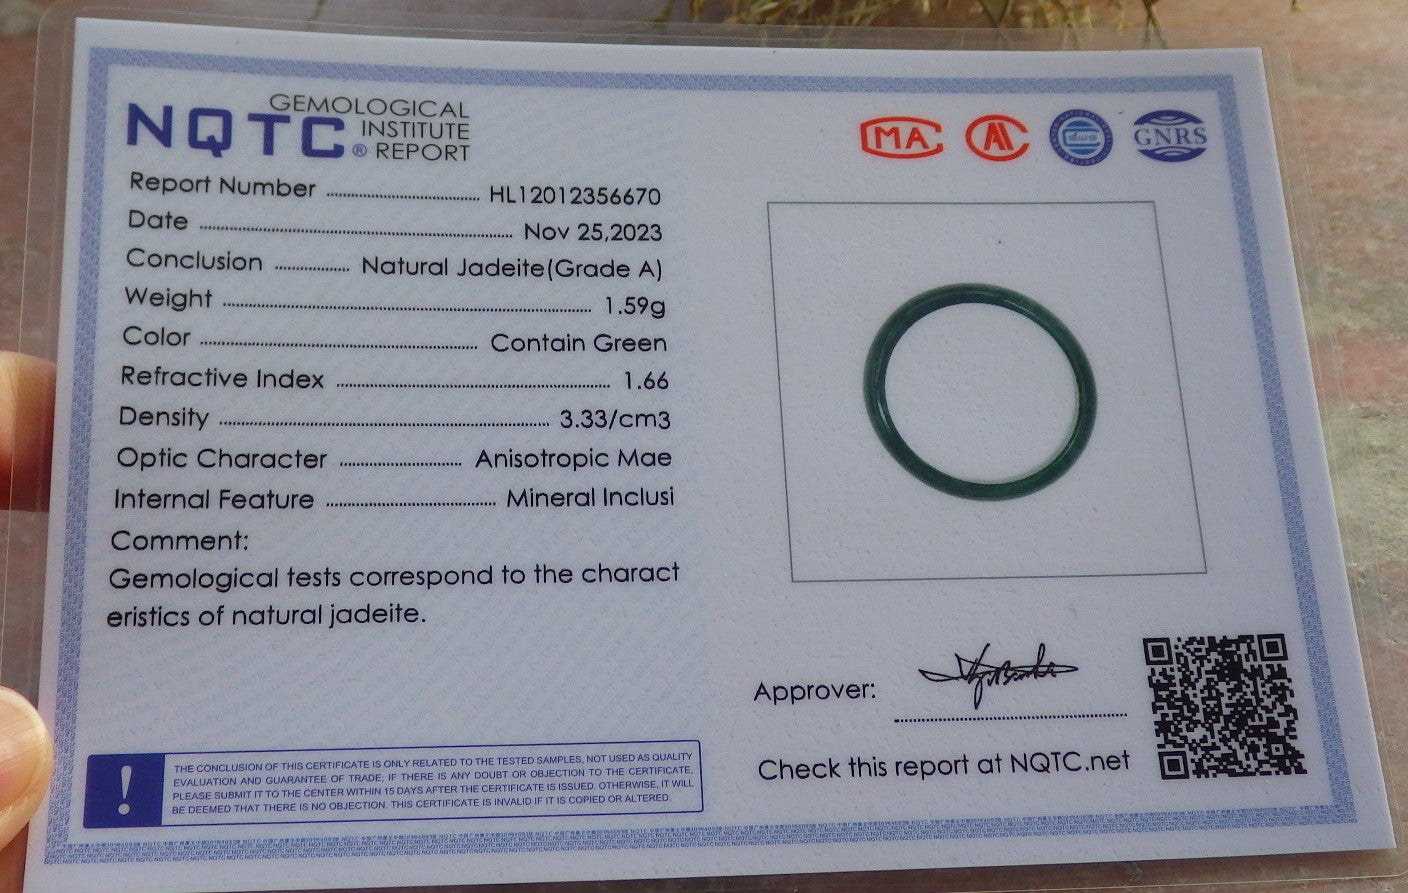 NQTC® GEMOLOGICAL
INSTITUTE
REPORT
MA
GNRS
Report Number ........................ HL12012356670
Date ........................ Nov 25,2023
Conclusion ............ Natural Jadeite(Grade A)
Weight ........................ 1.59g
Color ........................ Contain Green
Refractive Index ........................ 1.66
Density ........................ 3.33/cm3
Optic Character ............ Anisotropic Mae
Internal Feature ............ Mineral Inclusi
Comment:
Gemological tests correspond to the charact
eristics of natural jadeite.
Approver:
Check this report at NQTC.net
! THE CONCLUSION OF THIS CERTIFICATE IS ONLY RELATED TO THE TESTED SAMPLES, NOT USED AS QUALITY
EVALUATION AND GUARANTEE OF TRADE; IF THERE IS ANY DOUBT OR OBJECTION TO THE CERTIFICATE,
PLEASE SUBMIT IT TO THE CENTER WITHIN 15 DAYS AFTER THE CERTIFICATE IS ISSUED. OTHERWISE, IT WILL
BE DEEMED THAT THERE IS NO OBJECTION. THIS CERTIFICATE IS INVALID IF IT IS COPIED OR ALTERED.